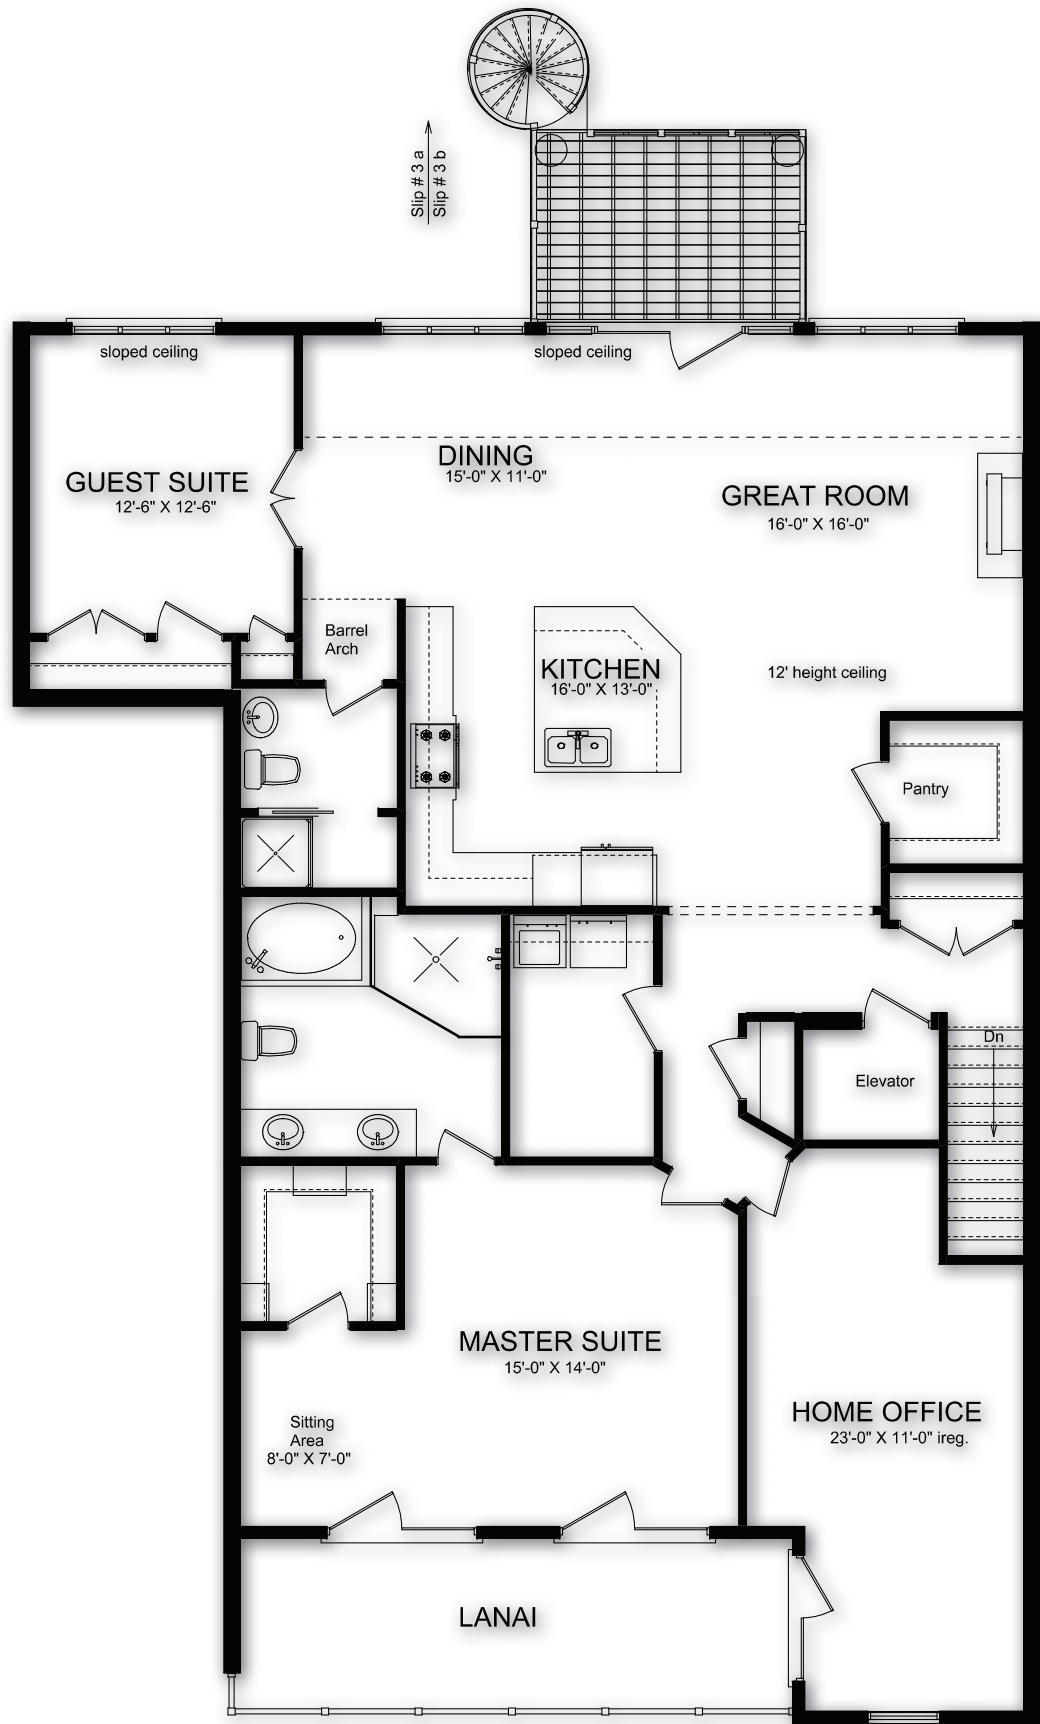 Slip # 3 a
Slip # 3 b
sloped ceiling
sloped ceiling
DINING
15'-0" X 11'-0"
GUEST SUITE
12'-6" X 12'-6"
GREAT ROOM
16'-0" X 16'-0"
Barrel
Arch
KITCHEN
16'-0" X 13'-0"
12' height ceiling
Pantry
Dn
Elevator
MASTER SUITE
15'-0" X 14'-0"
Sitting
Area
8'-0" X 7'-0"
HOME OFFICE
23'-0" X 11'-0" ireg.
LANAI